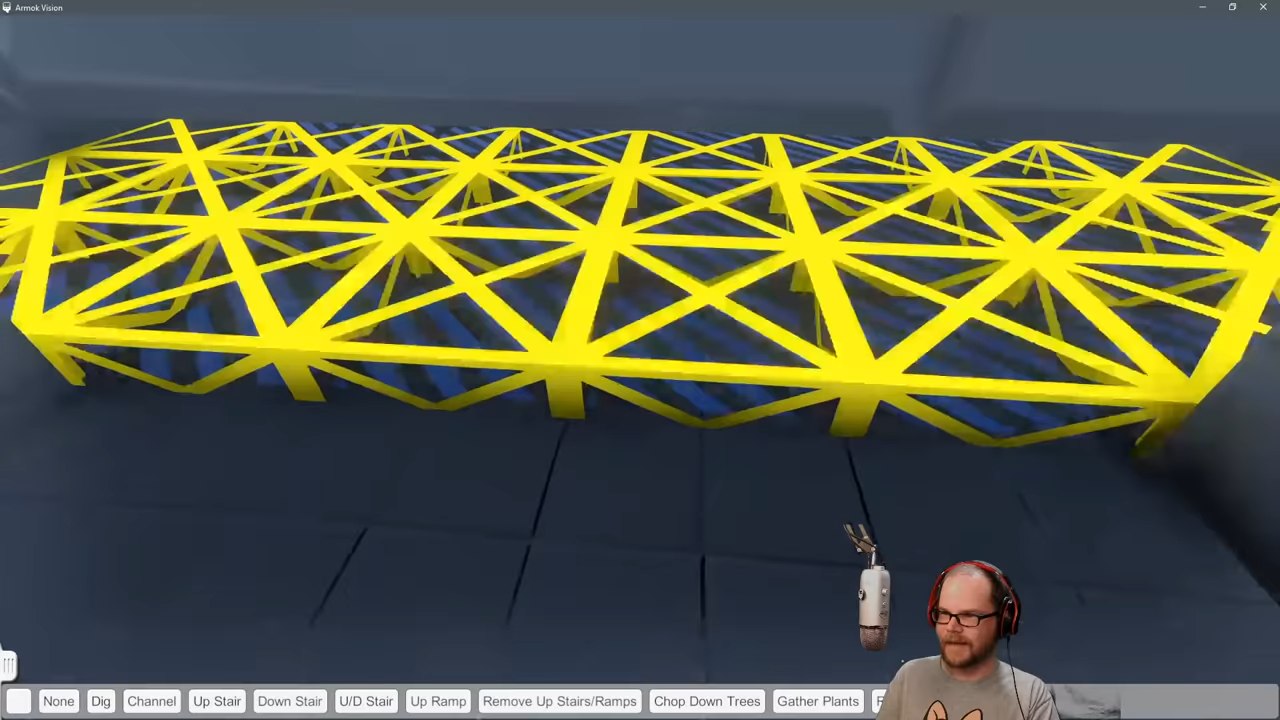 Armok Vision
None Dig Channel Up Stair Down Stair U/D Stair Up Ramp Remove Up Stairs/Ramps Chop Down Trees Gather Plants